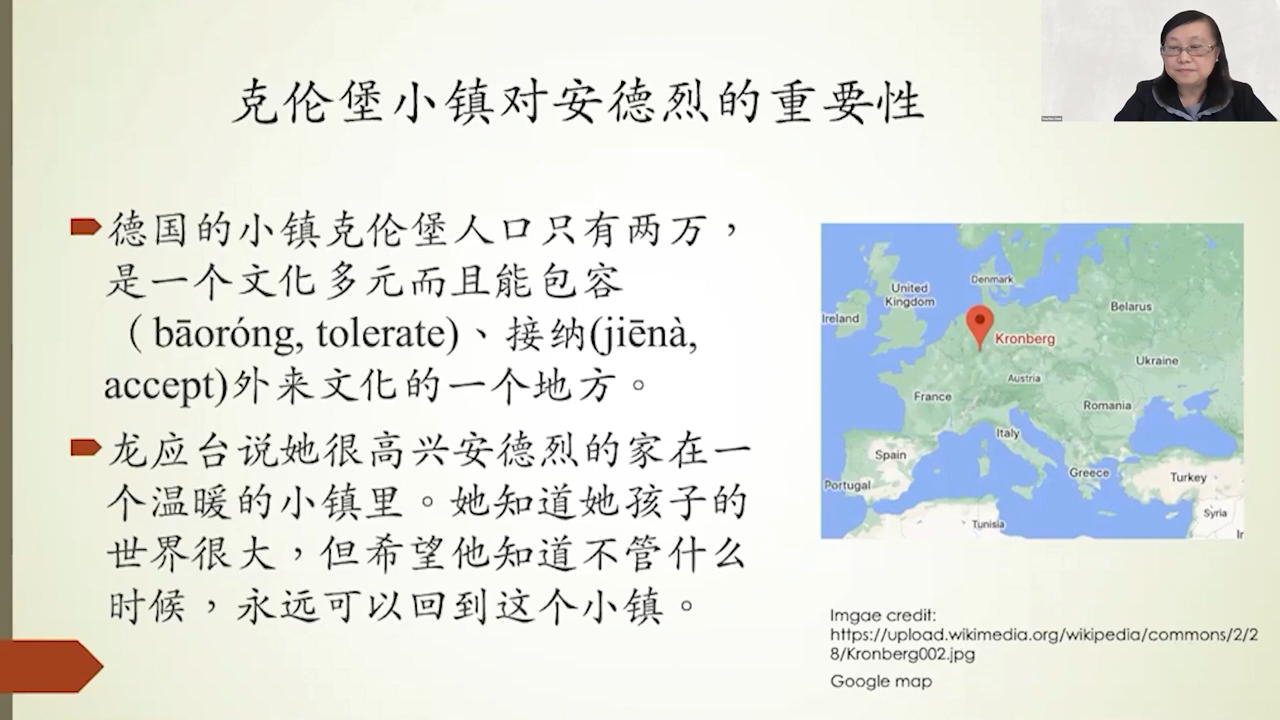 克伦堡小镇对安德烈的重要性
德国的小镇克伦堡人口只有两万，
是一个文化多元而且能包容
（bāoróng, tolerate)、接纳(jiēnà,
accept)外来文化的一个地方。
龙应台说她很高兴安德烈的家在一
个温暖的小镇里。她知道她孩子的
世界很大，但希望他知道不管什么
时候，永远可以回到这个小镇。
Denmark
United
Kingdom
Ireland
Belarus
Kronberg
Ukraine
Austria
France
Romania
Italy
Spain
Greece
Portugal
Turkey
Tunisia
Syria
Ir
Imgae credit:
https://upload.wikimedia.org/wikipedia/commons/2/2
8/Kronberg002.jpg
Google map